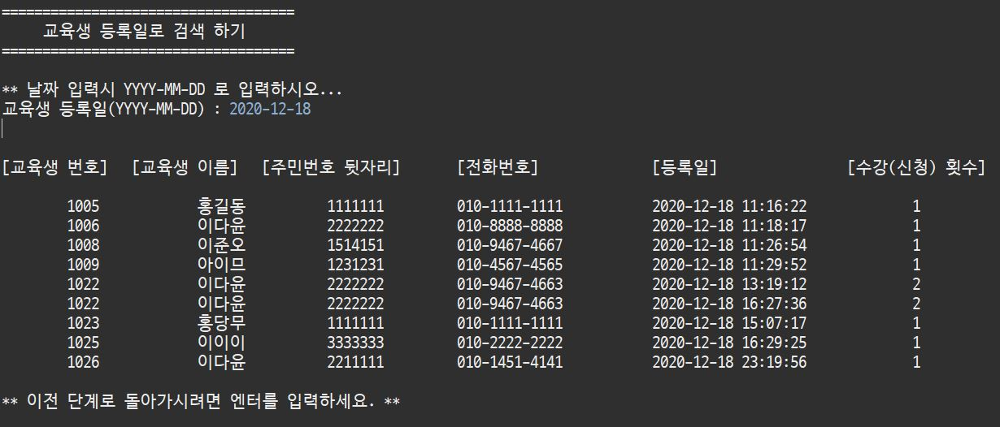 ====================================
교육생 등록일로 검색 하기
====================================
** 날짜 입력시 YYYY-MM-DD 로 입력하시오...
교육생 등록일(YYYY-MM-DD) : 2020-12-18
[교육생 번호] [교육생 이름] [주민번호 뒷자리] [전화번호] [등록일] [수강(신청) 횟수]
1005 홍길동 1111111 010-1111-1111 2020-12-18 11:16:22 1
1006 이다윤 2222222 010-8888-8888 2020-12-18 11:18:17 1
1008 이준오 1514151 010-9467-4667 2020-12-18 11:26:54 1
1009 아이므 1231231 010-4567-4565 2020-12-18 11:29:52 1
1022 이다윤 2222222 010-9467-4663 2020-12-18 13:19:12 2
1022 이다윤 2222222 010-9467-4663 2020-12-18 16:27:36 2
1023 홍당무 1111111 010-1111-1111 2020-12-18 15:07:17 1
1025 이이이 3333333 010-2222-2222 2020-12-18 16:29:25 1
1026 이다윤 2211111 010-1451-4141 2020-12-18 23:19:56 1
** 이전 단계로 돌아가시려면 엔터를 입력하세요. **